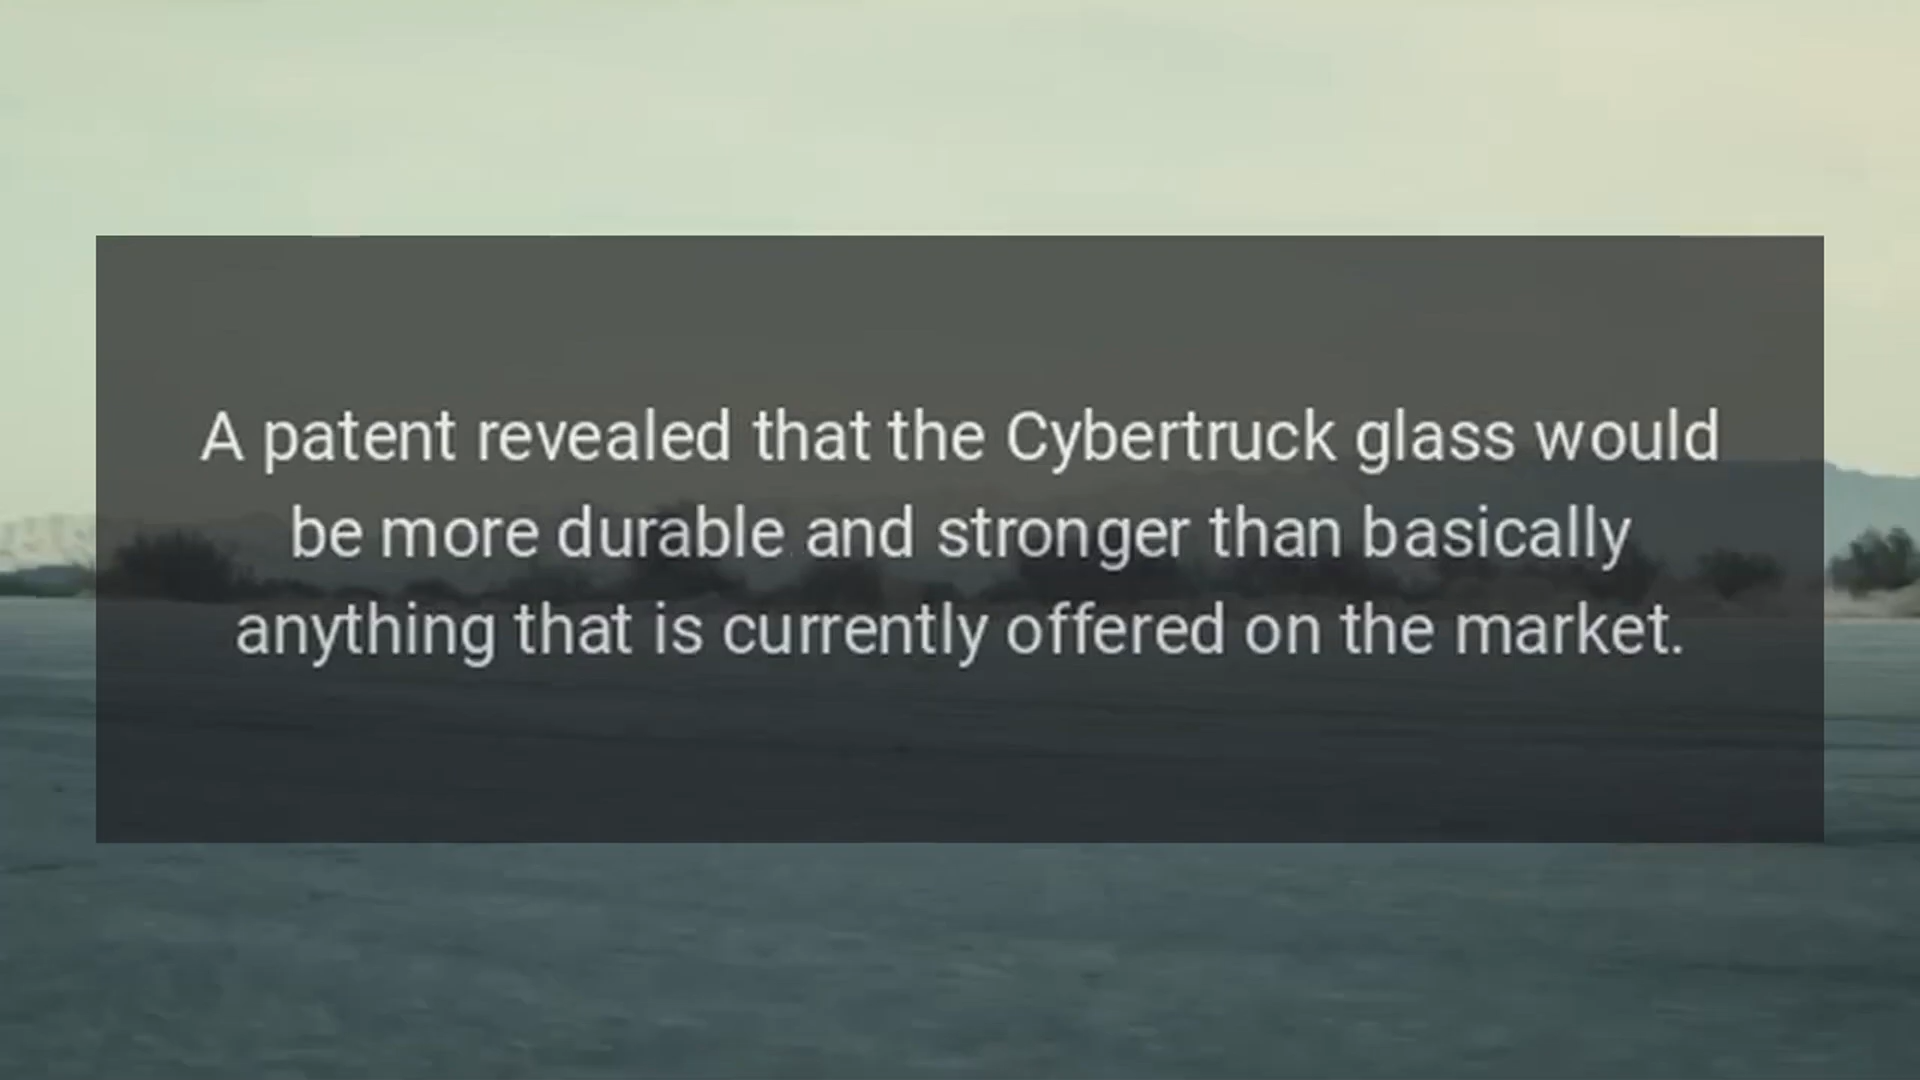 A patent revealed that the Cybertruck glass would
be more durable and stronger than basically
anything that is currently offered on the market.